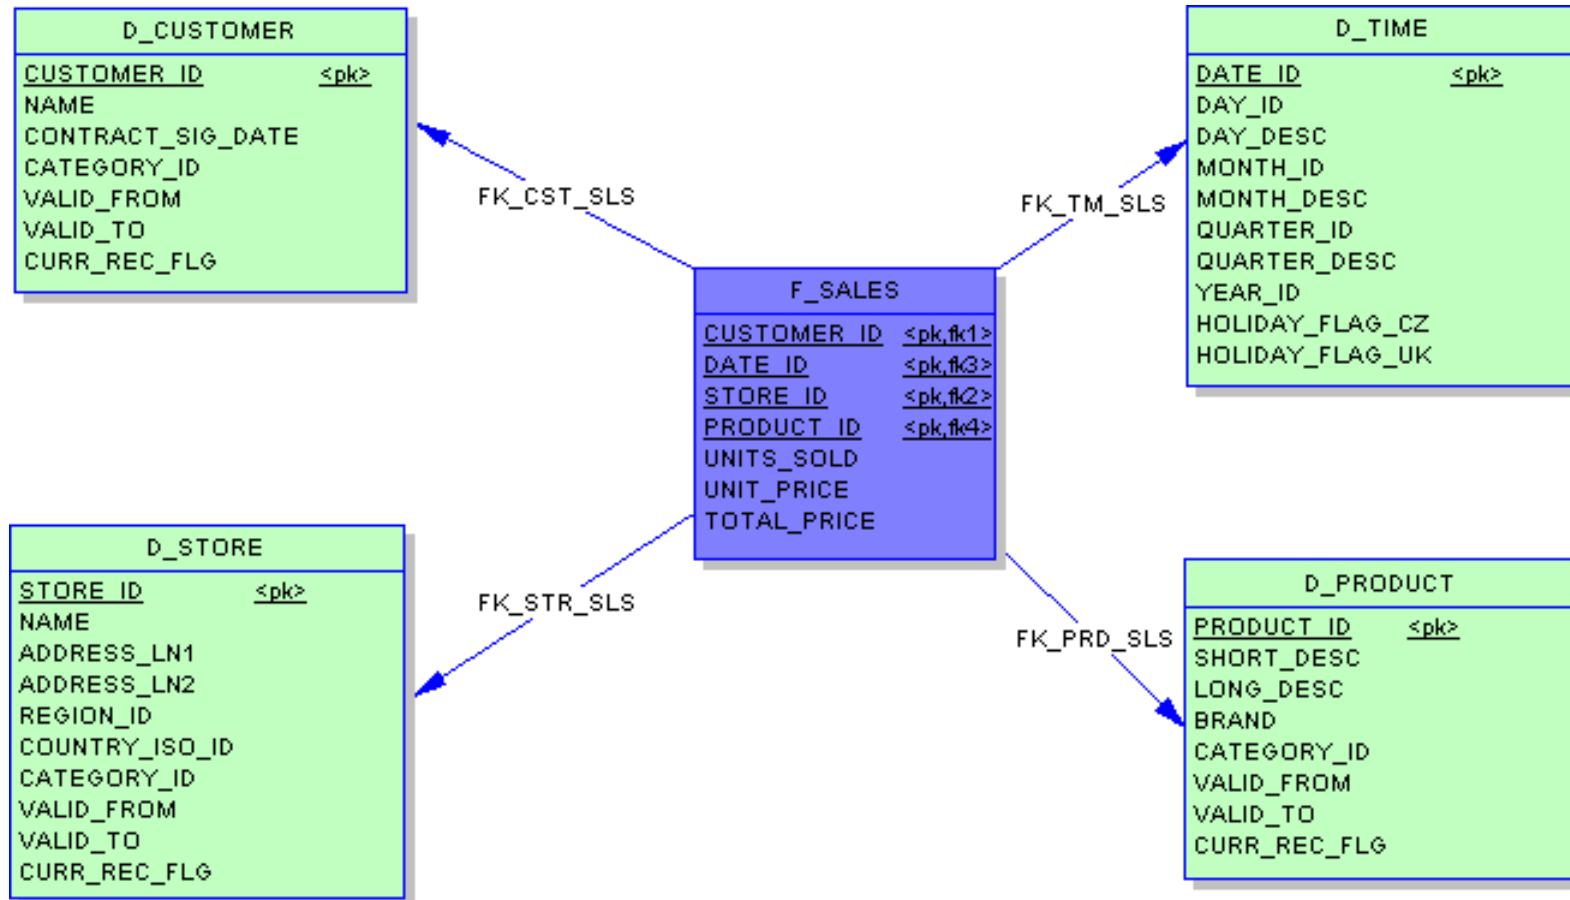 D_CUSTOMER
CUSTOMER_ID <pk>
NAME
CONTRACT_SIG_DATE
CATEGORY_ID
VALID_FROM
VALID_TO
CURR_REC_FLG
D_TIME
DATE_ID <pk>
DAY_ID
DAY_DESC
MONTH_ID
MONTH_DESC
QUARTER_ID
QUARTER_DESC
YEAR_ID
HOLIDAY_FLAG_CZ
HOLIDAY_FLAG_UK
FK_CST_SLS
FK_TM_SLS
F_SALES
CUSTOMER_ID <pk,fk1>
DATE_ID <pk,fk3>
STORE_ID <pk,fk2>
PRODUCT_ID <pk,fk4>
UNITS_SOLD
UNIT_PRICE
TOTAL_PRICE
FK_STR_SLS
FK_PRD_SLS
D_STORE
STORE_ID <pk>
NAME
ADDRESS_LN1
ADDRESS_LN2
REGION_ID
COUNTRY_ISO_ID
CATEGORY_ID
VALID_FROM
VALID_TO
CURR_REC_FLG
D_PRODUCT
PRODUCT_ID <pk>
SHORT_DESC
LONG_DESC
BRAND
CATEGORY_ID
VALID_FROM
VALID_TO
CURR_REC_FLG